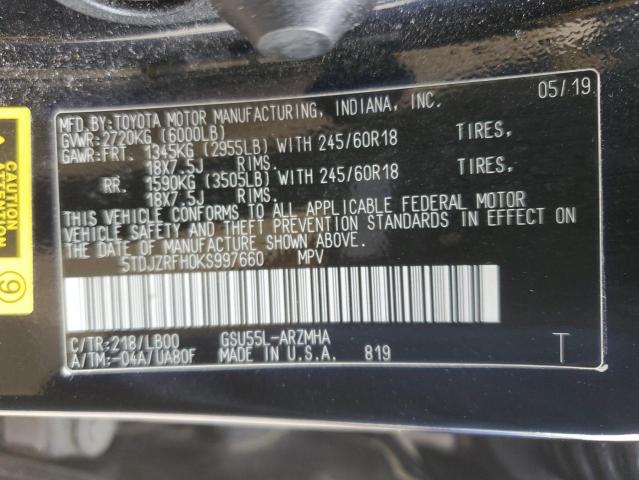 MFD.BY:TOYOTA MOTOR MANUFACTURING, INDIANA, INC. 05/19
GVWR:2720KG (6000LB)
GAWR:FRT. 1345KG (2955LB) WITH 245/60R18 TIRES,
18X7.5J RIMS.
RR. 1590KG (3505LB) WITH 245/60R18 TIRES,
18X7.5J RIMS.
THIS VEHICLE CONFORMS TO ALL APPLICABLE FEDERAL MOTOR
VEHICLE SAFETY AND THEFT PREVENTION STANDARDS IN EFFECT ON
THE DATE OF MANUFACTURE SHOWN ABOVE.
5TDJZRFH0KS997660 MPV
C/TR:218/LB00 GSU55L-ARZMHA
A/TM:-04A/UA80F MADE IN U.S.A. 819 T
CAUTION
ATTENTION
9